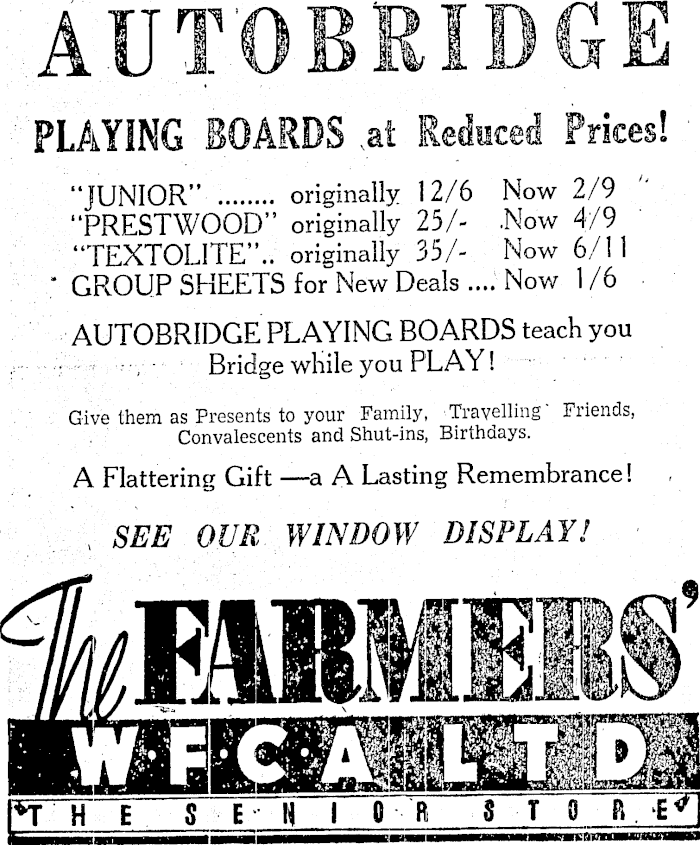 AUTOBRIDGE
PLAYING BOARDS at Reduced Prices!
"JUNIOR" ........ originally 12/6 Now 2/9
"PRESTWOOD" originally 25/- Now 4/9
"TEXTOLITE".. originally 35/- Now 6/11
GROUP SHEETS for New Deals .... Now 1/6
AUTOBRIDGE PLAYING BOARDS teach you
Bridge while you PLAY!
Give them as Presents to your Family, Travelling Friends,
Convalescents and Shut-ins, Birthdays.
A Flattering Gift —a A Lasting Remembrance!
SEE OUR WINDOW DISPLAY!
The FARMERS'
W·F·C·A LTD
THE SENIOR STORE